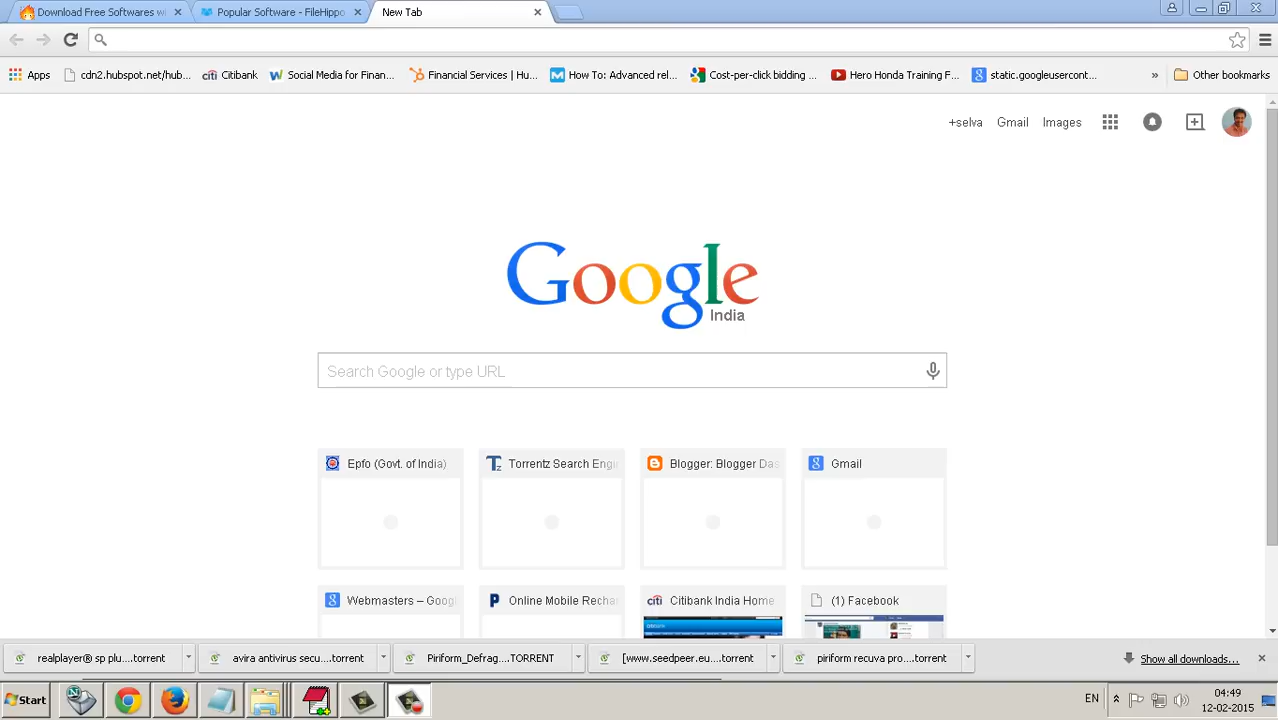 Download Free Softwares wi
Popular Software - FileHippo
New Tab
Apps
cdn2.hubspot.net/hub...
Citibank
Social Media for Finan...
Financial Services | Hu...
How To: Advanced rel...
Cost-per-click bidding ...
Hero Honda Training F...
static.googleusercont...
»
Other bookmarks
+selva
Gmail
Images
Google
India
Search Google or type URL
Epfo (Govt. of India)
Torrentz Search Engi
Blogger: Blogger Das
Gmail
Webmasters – Goog
Online Mobile Rechar
Citibank India Home
(1) Facebook
realplayer® sp plu....torrent
avira antivirus secu....torrent
Piriform_Defrag....TORRENT
[www.seedpeer.eu....torrent
piriform recuva pro....torrent
Show all downloads...
Start
EN
04:49
12-02-2015